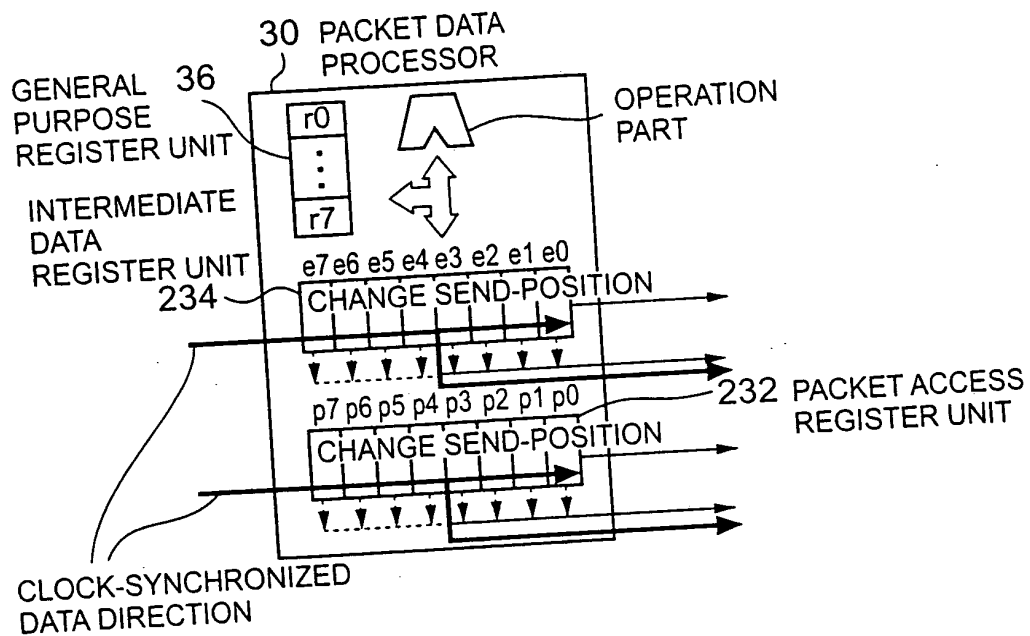 30 PACKET DATA
PROCESSOR
GENERAL 36
PURPOSE
REGISTER UNIT
r0
r7
OPERATION
PART
INTERMEDIATE
DATA
REGISTER UNIT
234
e7 e6 e5 e4 e3 e2 e1 e0
CHANGE SEND-POSITION
p7 p6 p5 p4 p3 p2 p1 p0
CHANGE SEND-POSITION
232 PACKET ACCESS
REGISTER UNIT
CLOCK-SYNCHRONIZED
DATA DIRECTION